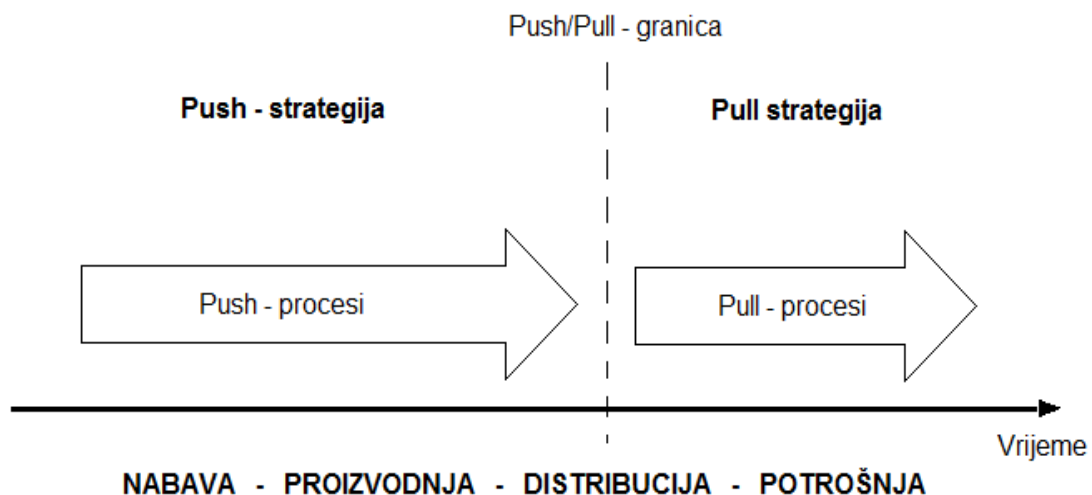 Push/Pull - granica
Push - strategija
Pull strategija
Push - procesi
Pull - procesi
Vrijeme
NABAVA - PROIZVODNJA - DISTRIBUCIJA - POTROŠNJA